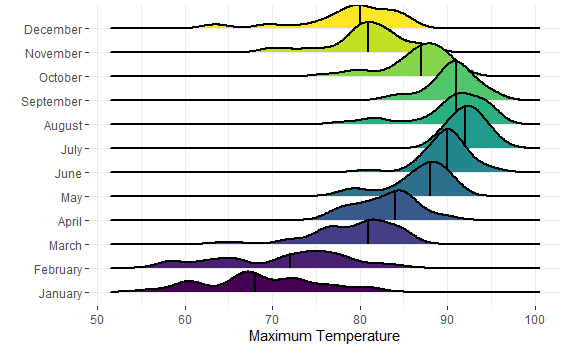 December
November
October
September
August
July
June
May
April
March
February
January
50 60 70 80 90 100
Maximum Temperature